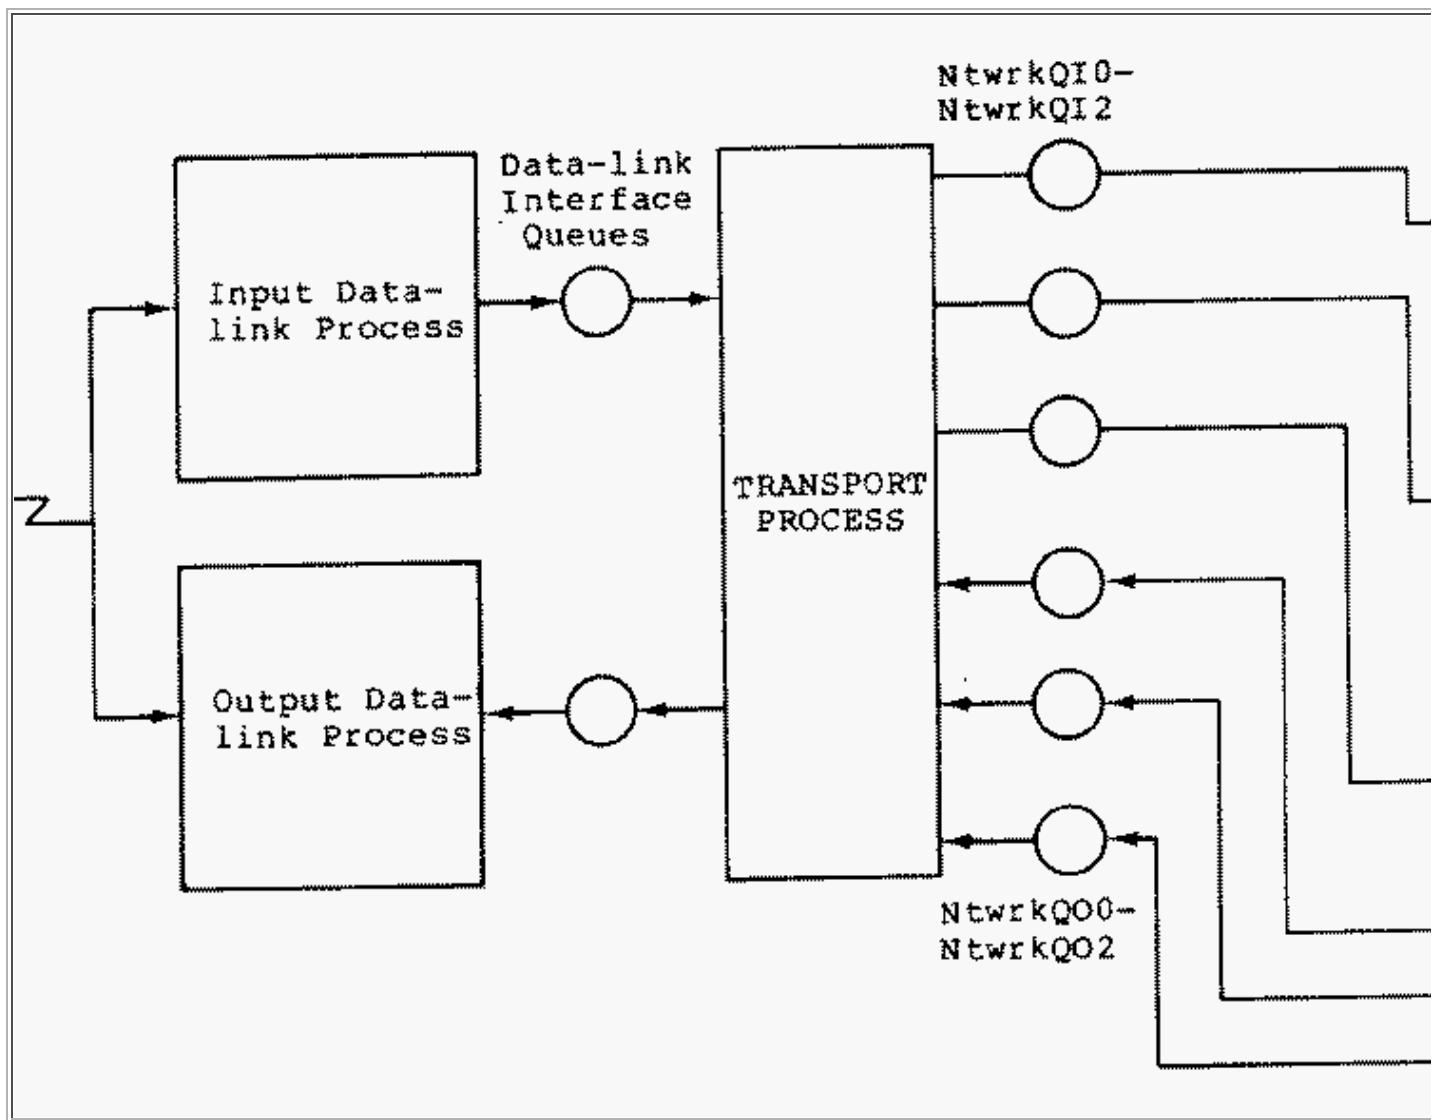 NtwrkQI0-
NtwrkQI2
Data-link
Interface
Queues
Input Data-
link Process
TRANSPORT
PROCESS
Output Data-
link Process
NtwrkQO0-
NtwrkQO2